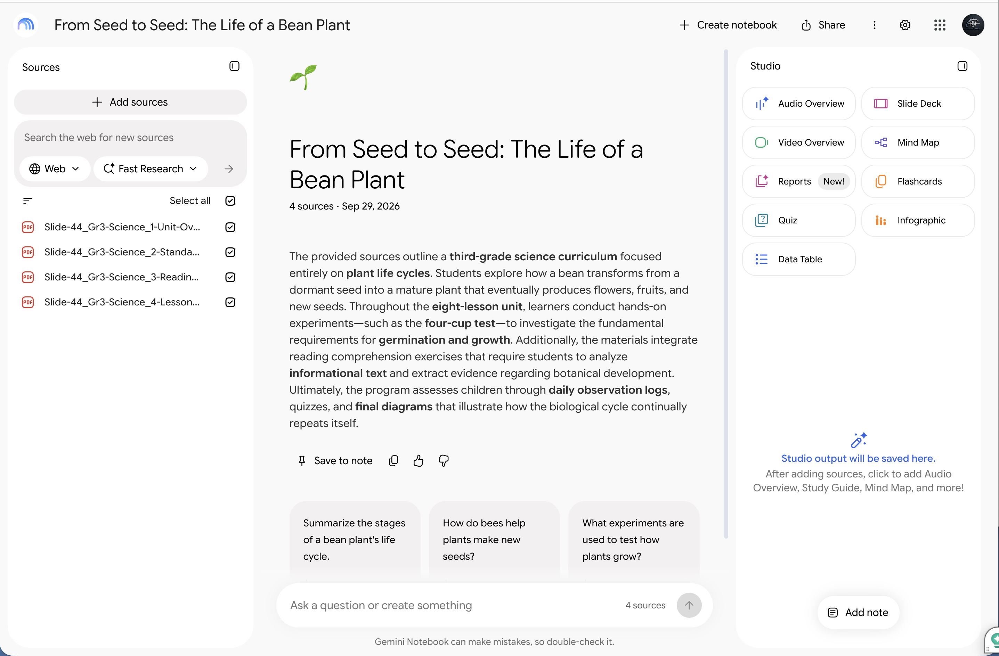 From Seed to Seed: The Life of a Bean Plant
Create notebook
Share
Sources
Add sources
Search the web for new sources
Web
Fast Research
Select all
PDF Slide-44_Gr3-Science_1-Unit-Ov...
PDF Slide-44_Gr3-Science_2-Standa...
PDF Slide-44_Gr3-Science_3-Readin...
PDF Slide-44_Gr3-Science_4-Lesson...
From Seed to Seed: The Life of a
Bean Plant
4 sources · Sep 29, 2026
The provided sources outline a third-grade science curriculum focused
entirely on plant life cycles. Students explore how a bean transforms from a
dormant seed into a mature plant that eventually produces flowers, fruits, and
new seeds. Throughout the eight-lesson unit, learners conduct hands-on
experiments—such as the four-cup test—to investigate the fundamental
requirements for germination and growth. Additionally, the materials integrate
reading comprehension exercises that require students to analyze
informational text and extract evidence regarding botanical development.
Ultimately, the program assesses children through daily observation logs,
quizzes, and final diagrams that illustrate how the biological cycle continually
repeats itself.
Save to note
Summarize the stages
of a bean plant's life
cycle.
How do bees help
plants make new
seeds?
What experiments are
used to test how
plants grow?
Ask a question or create something
4 sources
Gemini Notebook can make mistakes, so double-check it.
Studio
Audio Overview
Slide Deck
Video Overview
Mind Map
Reports New!
Flashcards
Quiz
Infographic
Data Table
Studio output will be saved here.
After adding sources, click to add Audio
Overview, Study Guide, Mind Map, and more!
Add note